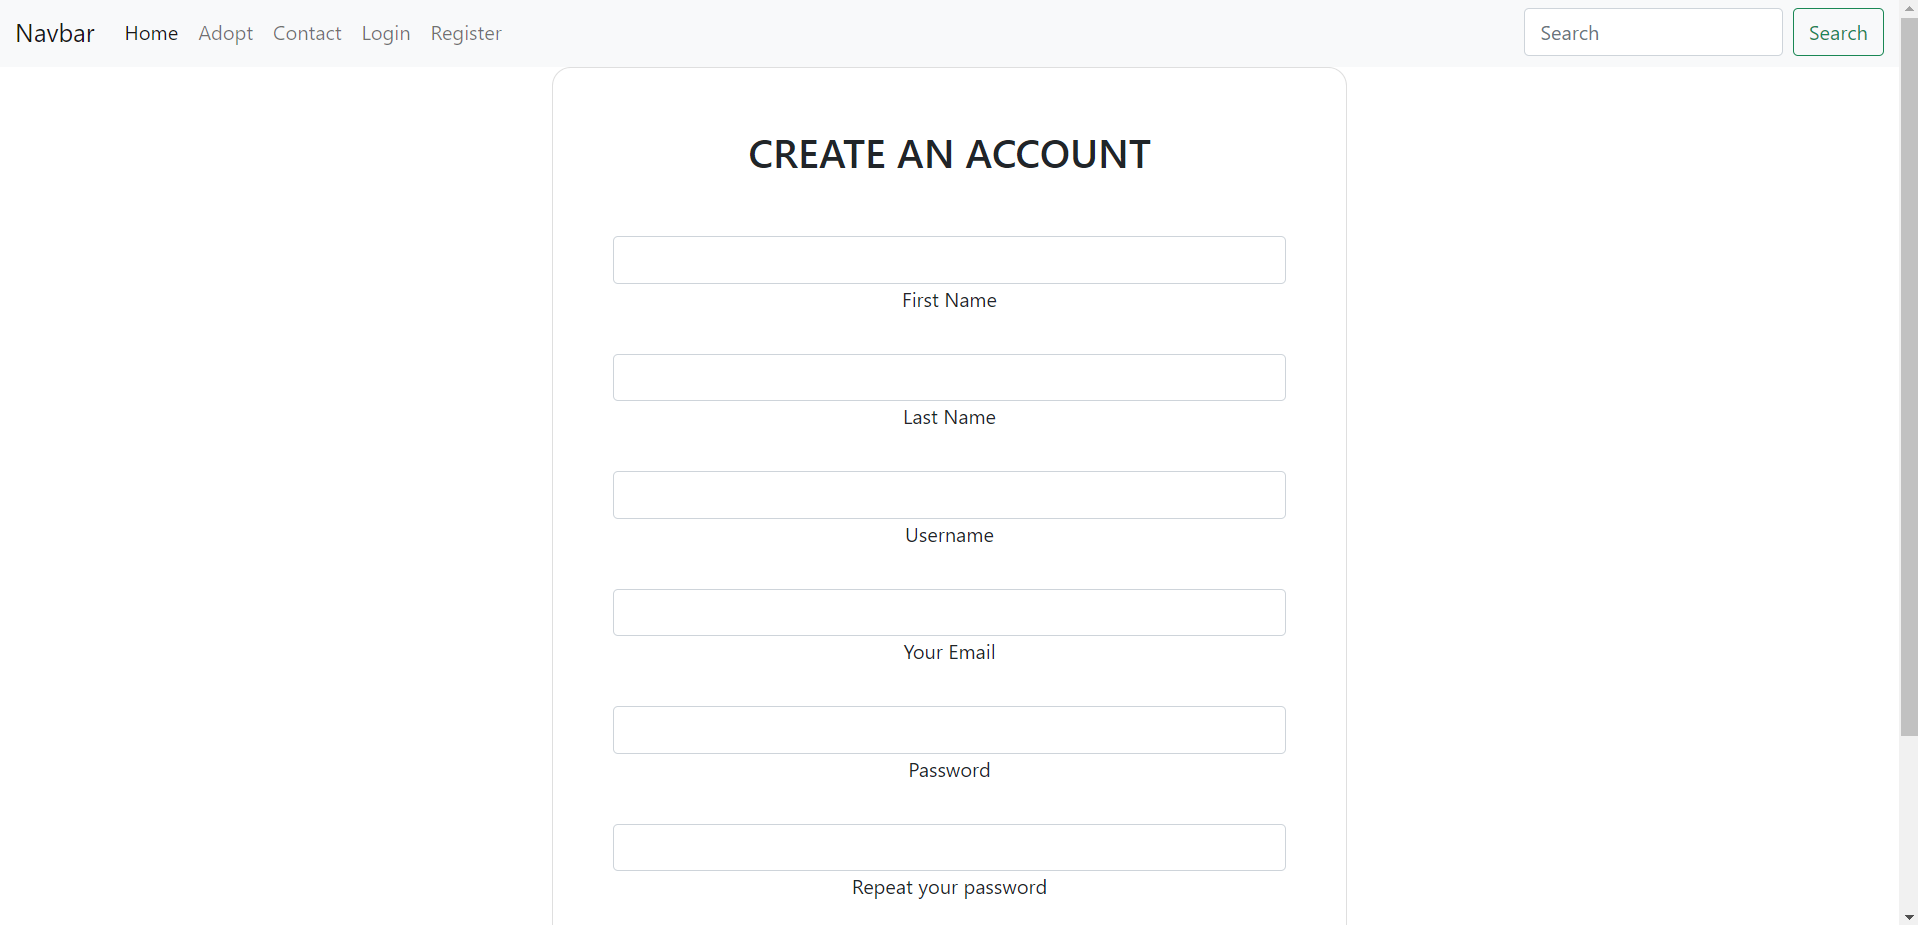 Navbar Home Adopt Contact Login Register Search Search
CREATE AN ACCOUNT
First Name
Last Name
Username
Your Email
Password
Repeat your password